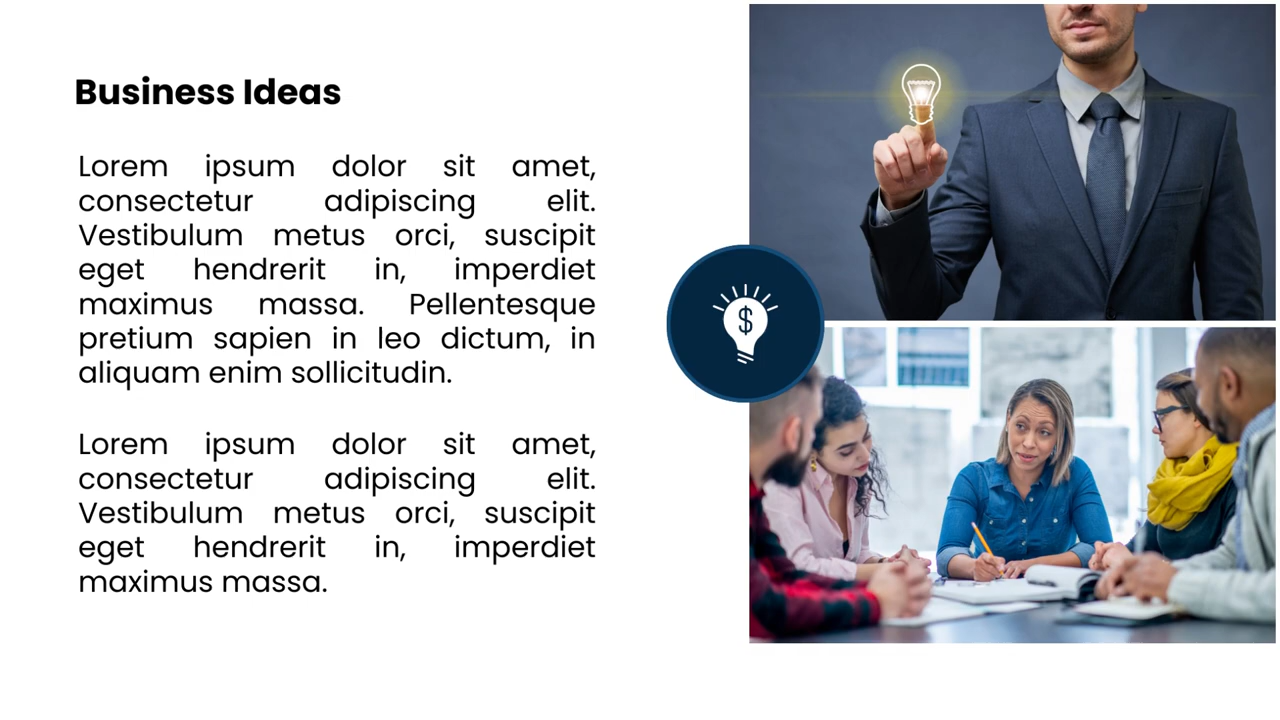 Business Ideas
Lorem ipsum dolor sit amet,
consectetur adipiscing elit.
Vestibulum metus orci, suscipit
eget hendrerit in, imperdiet
maximus massa. Pellentesque
pretium sapien in leo dictum, in
aliquam enim sollicitudin.
Lorem ipsum dolor sit amet,
consectetur adipiscing elit.
Vestibulum metus orci, suscipit
eget hendrerit in, imperdiet
maximus massa.
$